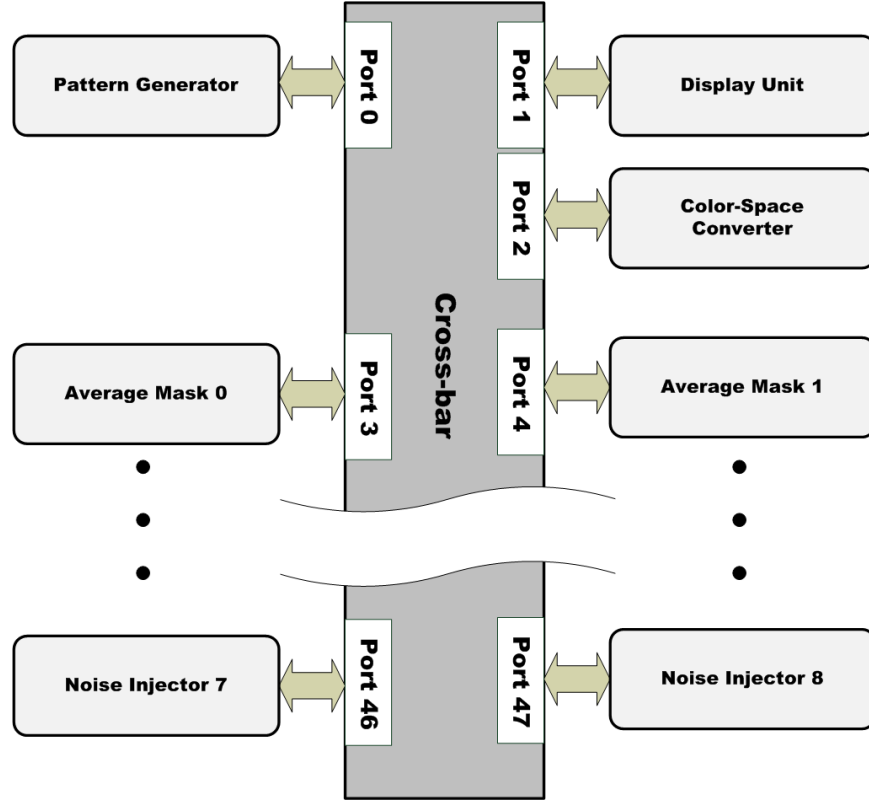 Pattern Generator
Port 0
Port 1
Display Unit
Port 2
Color-Space
Converter
Cross-bar
Average Mask 0
Port 3
Port 4
Average Mask 1
Noise Injector 7
Port 46
Port 47
Noise Injector 8